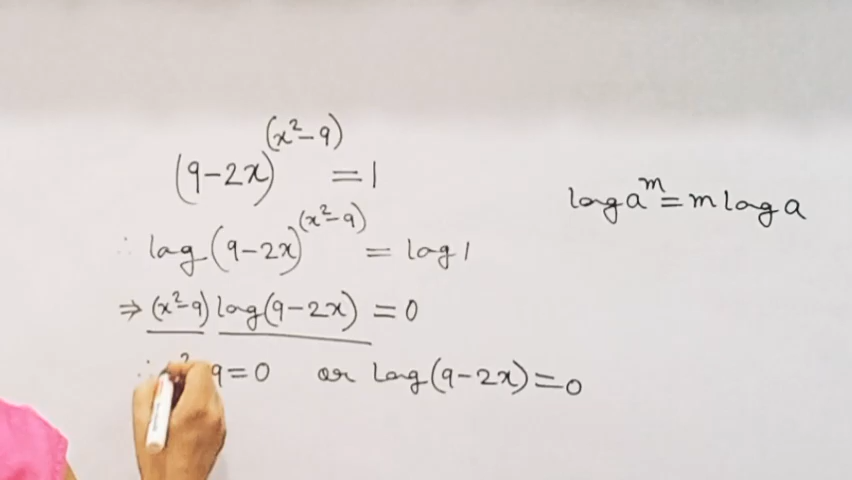 (9-2x)^(x²-9) = 1
log a^m = m log a
∴ log (9-2x)^(x²-9) = log 1
⇒ (x²-9) log(9-2x) = 0
∴ ² 9=0 or log(9-2x)=0